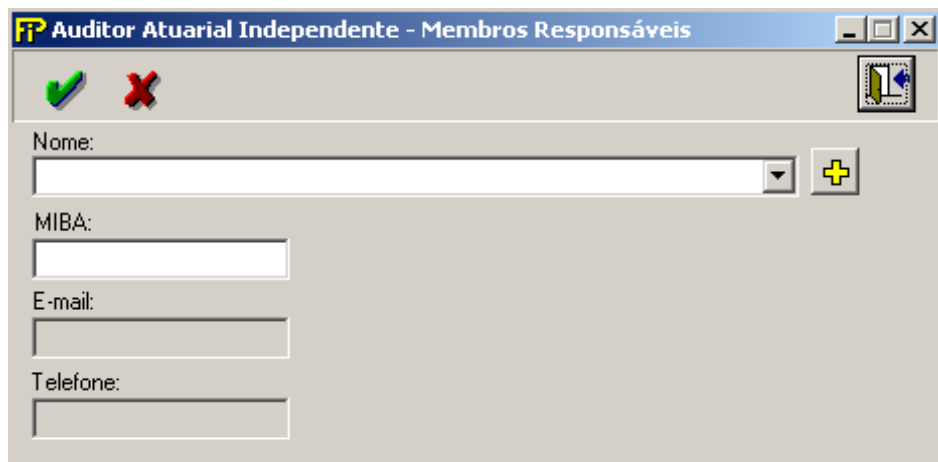 FIP Auditor Atuarial Independente - Membros Responsáveis
Nome:
MIBA:
E-mail:
Telefone: